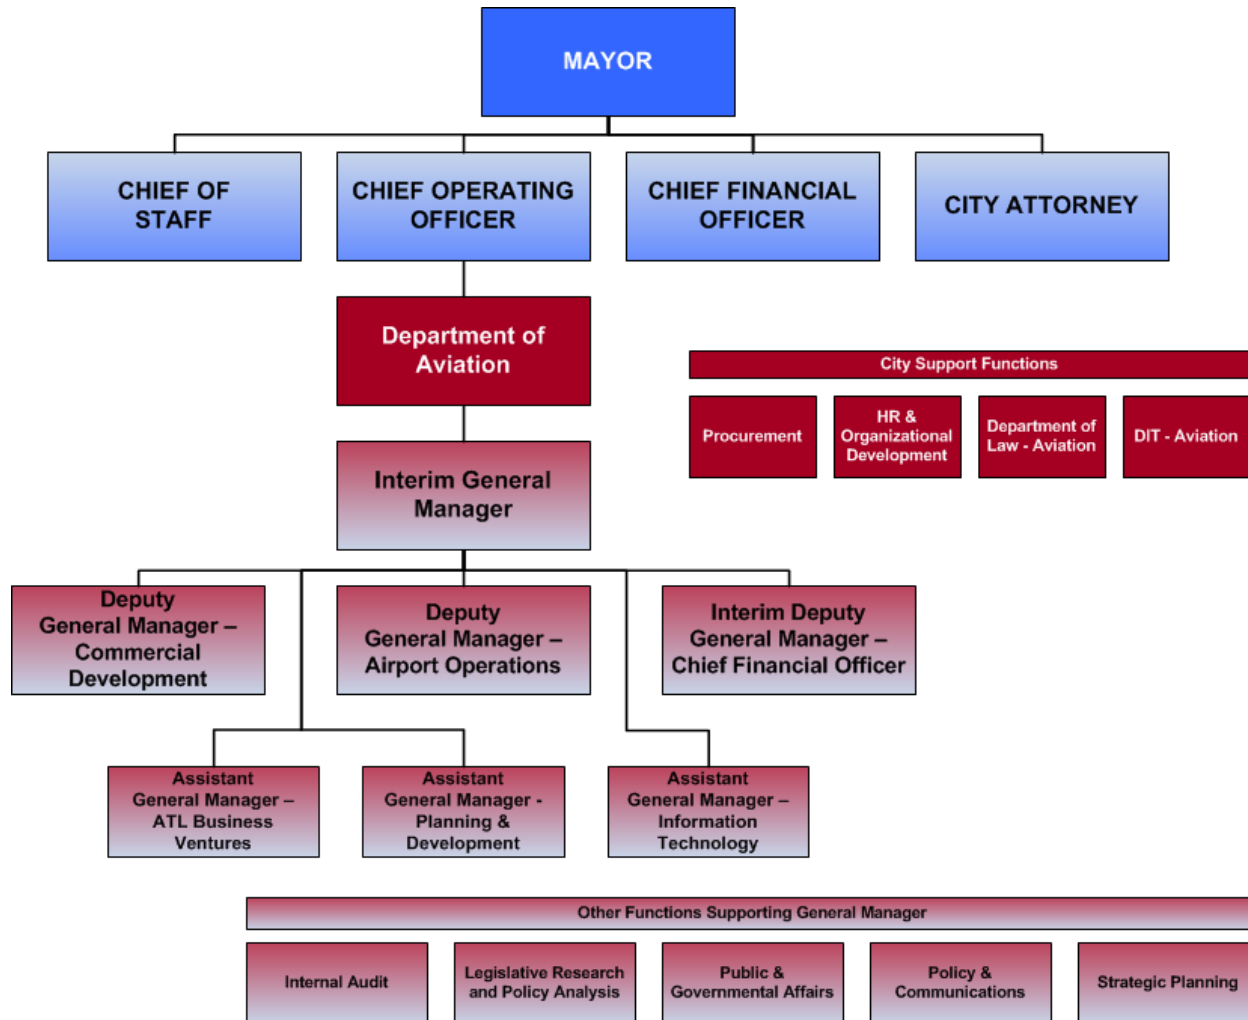 MAYOR
CHIEF OF
STAFF
CHIEF OPERATING
OFFICER
CHIEF FINANCIAL
OFFICER
CITY ATTORNEY
Department of
Aviation
City Support Functions
Procurement
HR &
Organizational
Development
Department of
Law - Aviation
DIT - Aviation
Interim General
Manager
Deputy
General Manager –
Commercial
Development
Deputy
General Manager –
Airport Operations
Interim Deputy
General Manager –
Chief Financial Officer
Assistant
General Manager –
ATL Business
Ventures
Assistant
General Manager -
Planning &
Development
Assistant
General Manager –
Information
Technology
Other Functions Supporting General Manager
Internal Audit
Legislative Research
and Policy Analysis
Public &
Governmental Affairs
Policy &
Communications
Strategic Planning